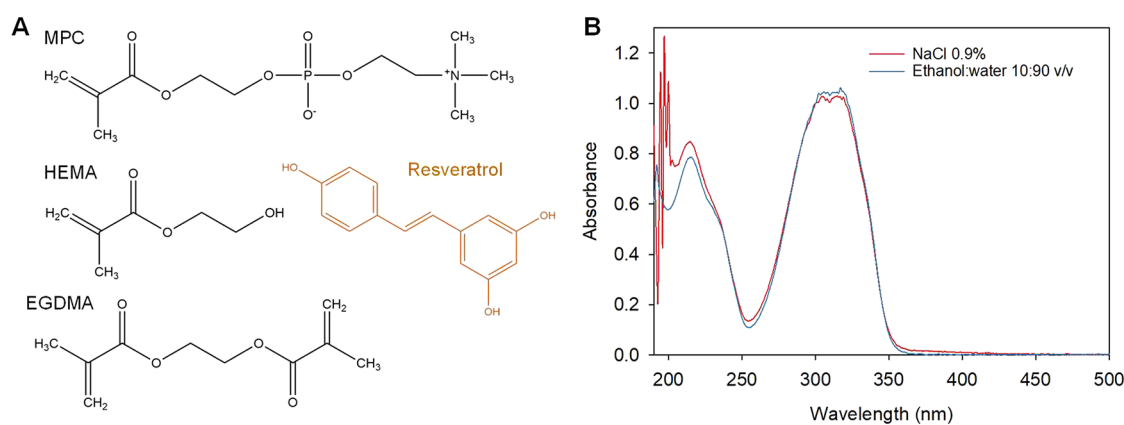 A
MPC
H₂C
CH₃
O
O
O
P
O
O⁻
O
⁺N
CH₃
CH₃
CH₃
HEMA
H₂C
CH₃
O
O
OH
Resveratrol
HO
OH
OH
EGDMA
H₃C
CH₂
O
O
O
O
CH₂
CH₃
B
NaCl 0.9%
Ethanol:water 10:90 v/v
Absorbance
1.2
1.0
0.8
0.6
0.4
0.2
0.0
200 250 300 350 400 450 500
Wavelength (nm)